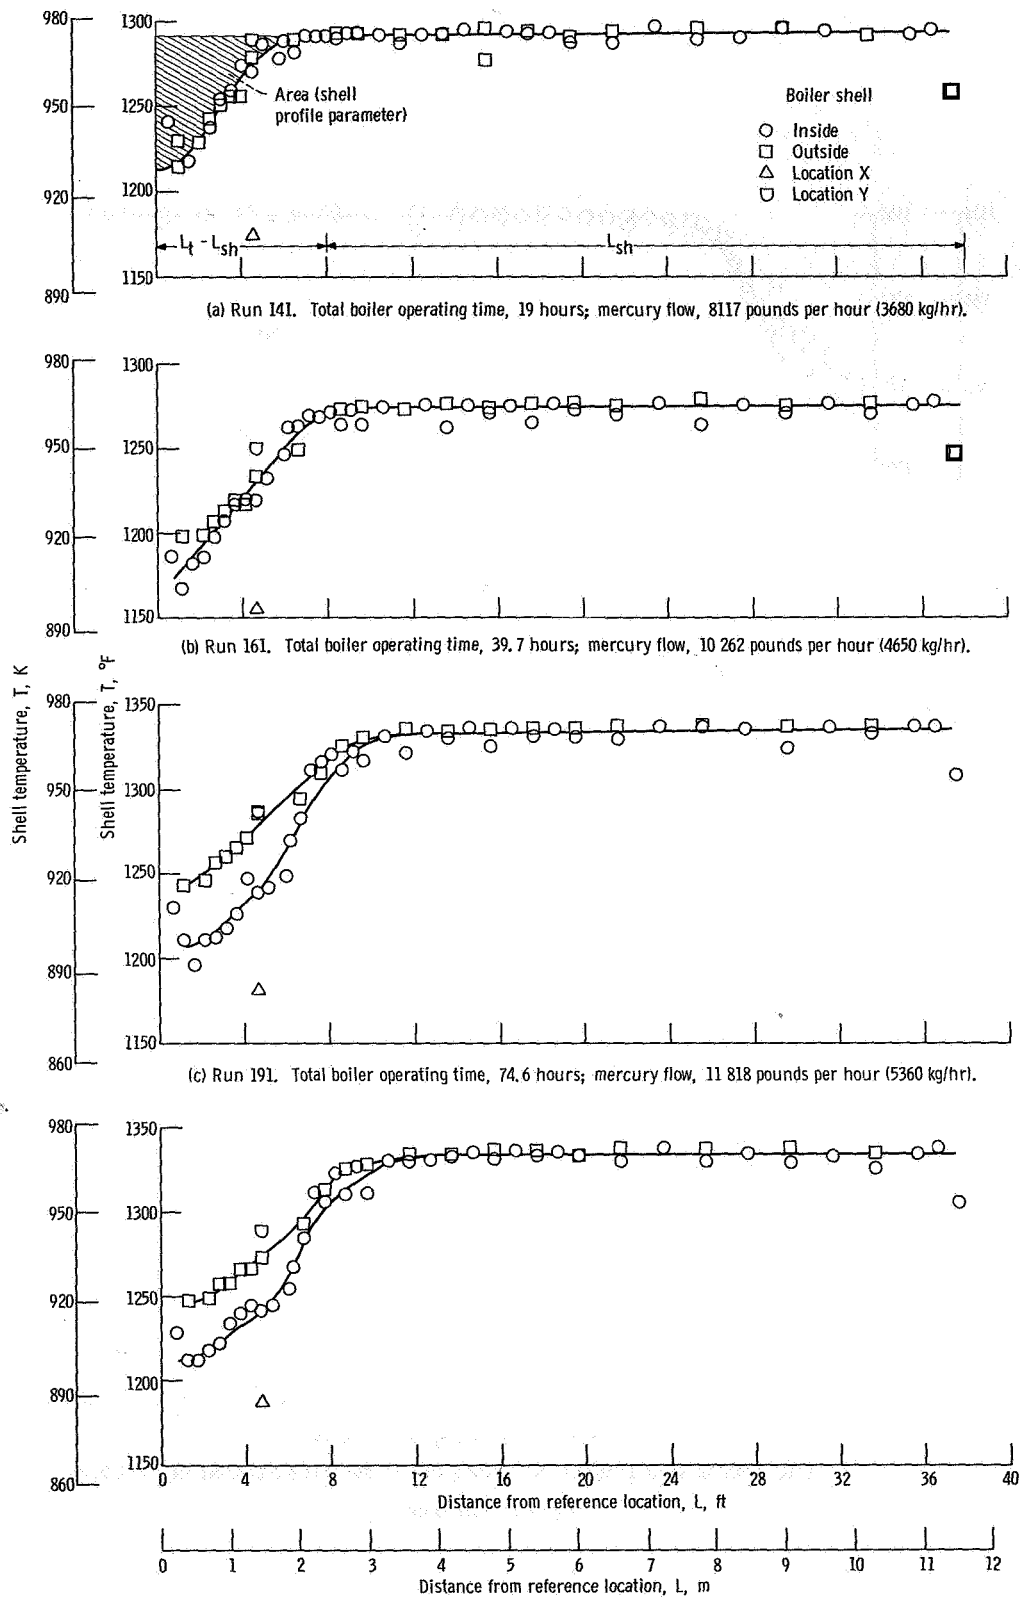 980
950
920
890
1300
1250
1200
1150
Area (shell
profile parameter)
Boiler shell
Inside
Outside
Location X
Location Y
Lt - Lsh
Lsh
(a) Run 141. Total boiler operating time, 19 hours; mercury flow, 8117 pounds per hour (3680 kg/hr).
980
950
920
890
1300
1250
1200
1150
(b) Run 161. Total boiler operating time, 39.7 hours; mercury flow, 10 262 pounds per hour (4650 kg/hr).
Shell temperature, T, K
Shell temperature, T, °F
980
950
920
890
860
1350
1300
1250
1200
1150
(c) Run 191. Total boiler operating time, 74.6 hours; mercury flow, 11 818 pounds per hour (5360 kg/hr).
980
950
920
890
860
1350
1300
1250
1200
1150
0 4 8 12 16 20 24 28 32 36 40
Distance from reference location, L, ft
0 1 2 3 4 5 6 7 8 9 10 11 12
Distance from reference location, L, m